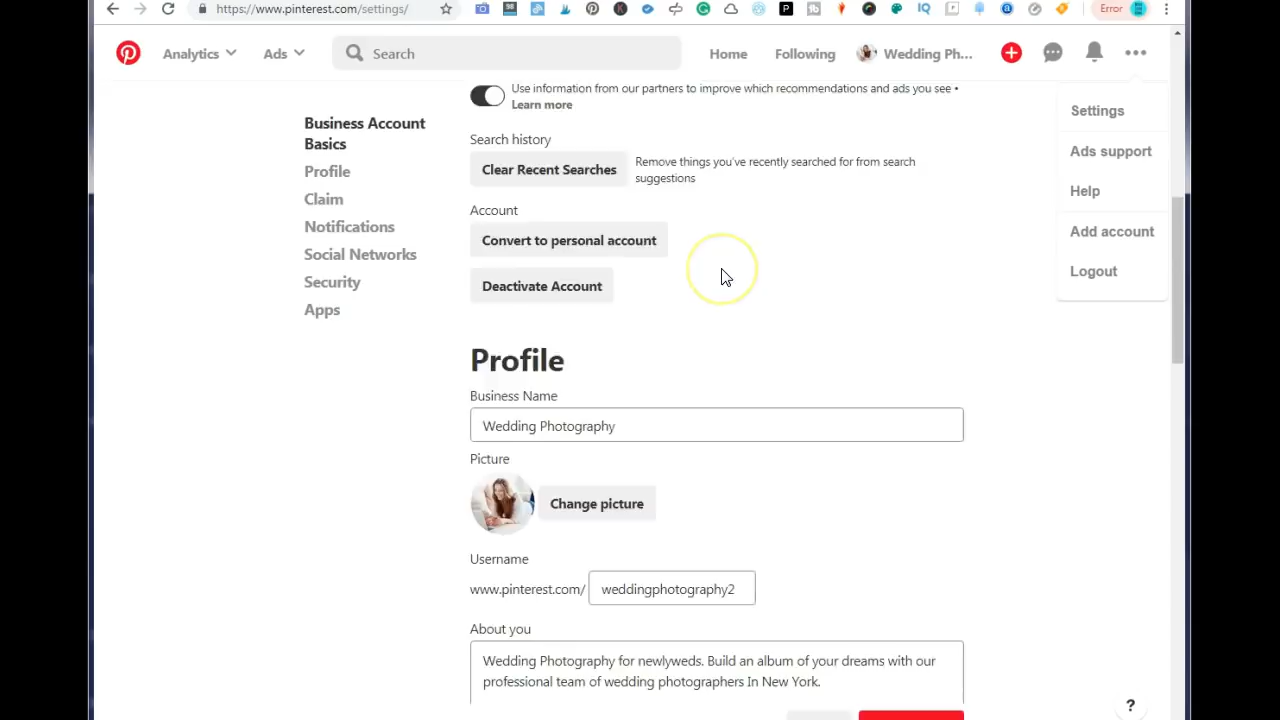 https://www.pinterest.com/settings/
Error
Analytics
Ads
Search
Home
Following
Wedding Ph...
Settings
Ads support
Help
Add account
Logout
Business Account
Basics
Profile
Claim
Notifications
Social Networks
Security
Apps
Use information from our partners to improve which recommendations and ads you see •
Learn more
Search history
Clear Recent Searches
Remove things you've recently searched for from search
suggestions
Account
Convert to personal account
Deactivate Account
Profile
Business Name
Wedding Photography
Picture
Change picture
Username
www.pinterest.com/ weddingphotography2
About you
Wedding Photography for newlyweds. Build an album of your dreams with our
professional team of wedding photographers In New York.
?